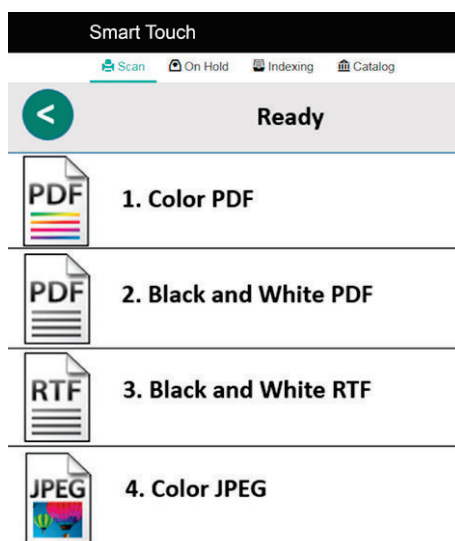 Smart Touch
Scan On Hold Indexing Catalog
< Ready
PDF 1. Color PDF
PDF 2. Black and White PDF
RTF 3. Black and White RTF
JPEG 4. Color JPEG